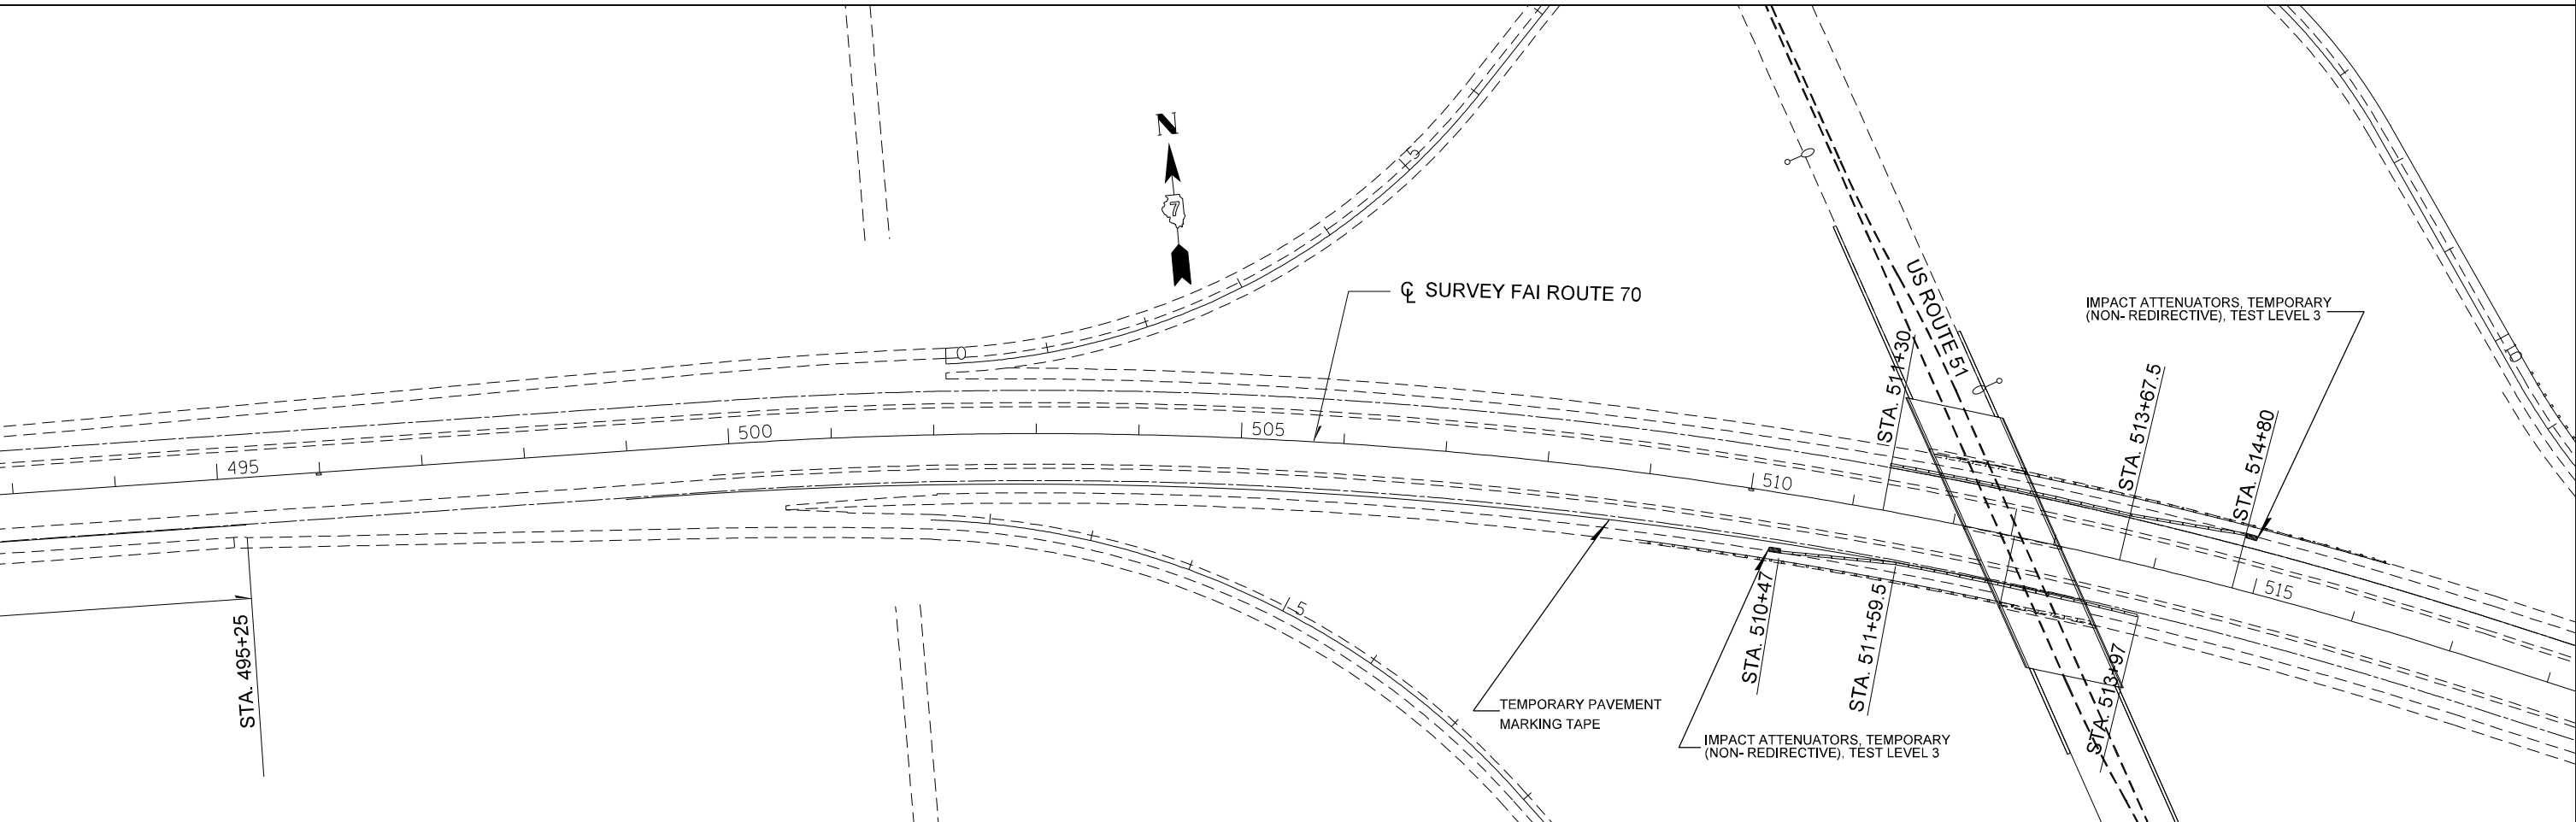 N
7
5
℄ SURVEY FAI ROUTE 70
US ROUTE 51
IMPACT ATTENUATORS, TEMPORARY
(NON- REDIRECTIVE), TEST LEVEL 3
10
0
STA. 511+30
STA. 513+67.5
STA. 514+80
495
500
505
510
515
STA. 495+25
5
STA. 510+47
STA. 511+59.5
STA. 513+97
TEMPORARY PAVEMENT
MARKING TAPE
IMPACT ATTENUATORS, TEMPORARY
(NON- REDIRECTIVE), TEST LEVEL 3